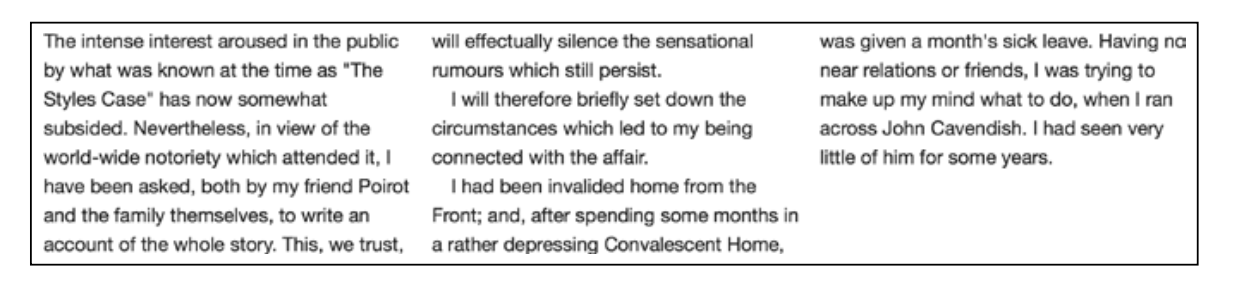 The intense interest aroused in the public
by what was known at the time as "The
Styles Case" has now somewhat
subsided. Nevertheless, in view of the
world-wide notoriety which attended it, I
have been asked, both by my friend Poirot
and the family themselves, to write an
account of the whole story. This, we trust,
will effectually silence the sensational
rumours which still persist.
I will therefore briefly set down the
circumstances which led to my being
connected with the affair.
I had been invalided home from the
Front; and, after spending some months in
a rather depressing Convalescent Home,
was given a month's sick leave. Having no
near relations or friends, I was trying to
make up my mind what to do, when I ran
across John Cavendish. I had seen very
little of him for some years.